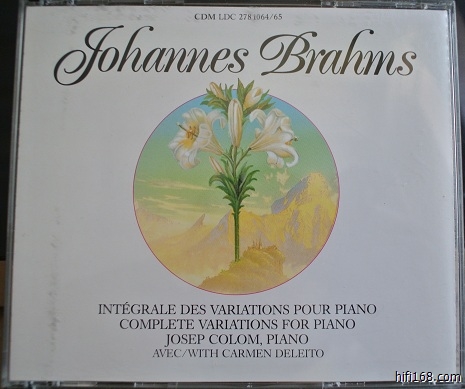 CDM LDC 278 1064/65
Johannes Brahms
INTÉGRALE DES VARIATIONS POUR PIANO
COMPLETE VARIATIONS FOR PIANO
JOSEP COLOM, PIANO
AVEC/WITH CARMEN DELEITO
hifi168.com